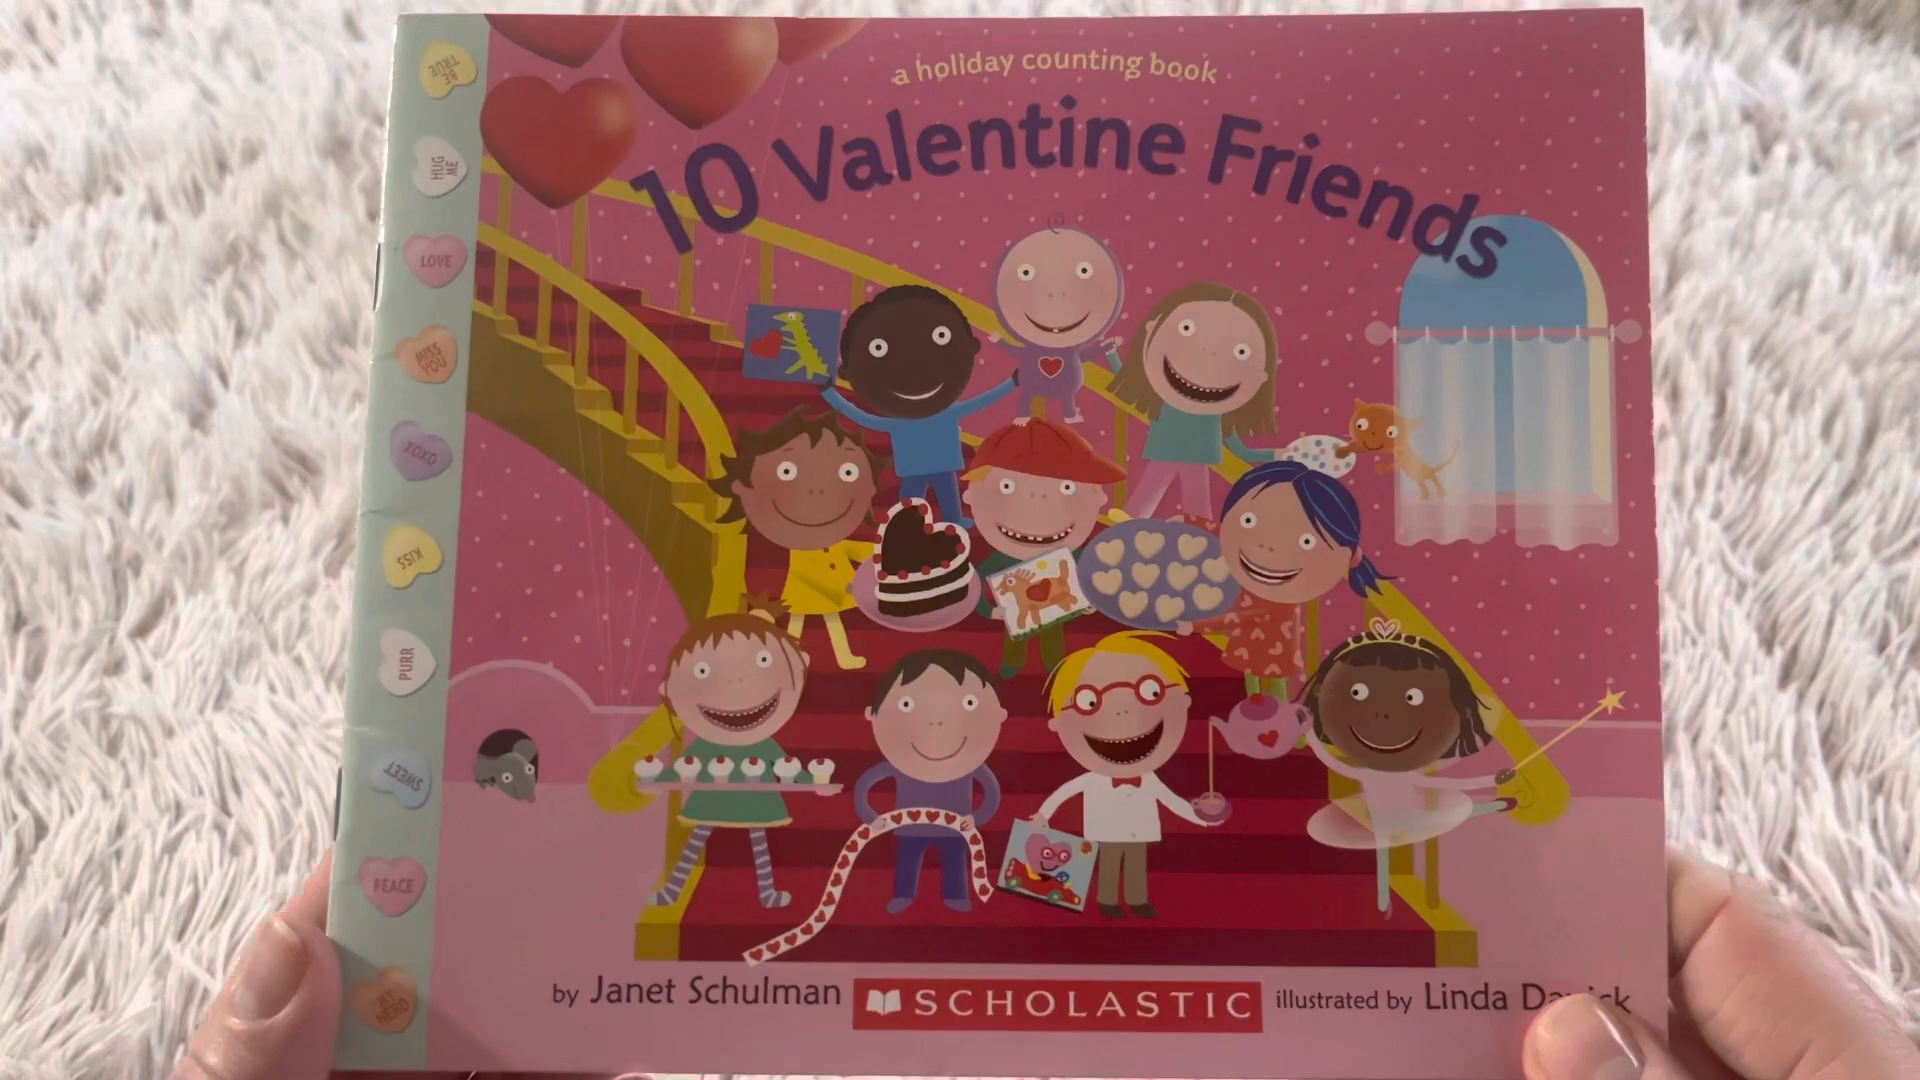 a holiday counting book
10 Valentine Friends
BE
TRUE
HUG
ME
LOVE
MISS
YOU
XOXO
KISS
PURR
SWEET
PEACE
MY
HERO
by Janet Schulman
SCHOLASTIC
illustrated by Linda